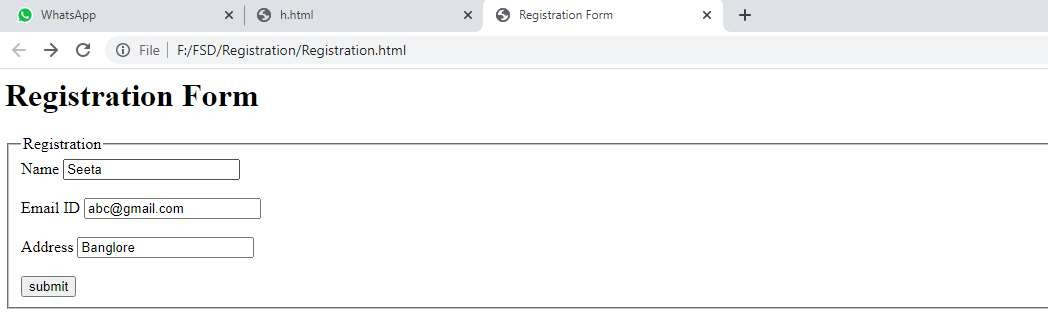 WhatsApp h.html Registration Form
File F:/FSD/Registration/Registration.html
Registration Form
Registration
Name Seeta
Email ID abc@gmail.com
Address Banglore
submit